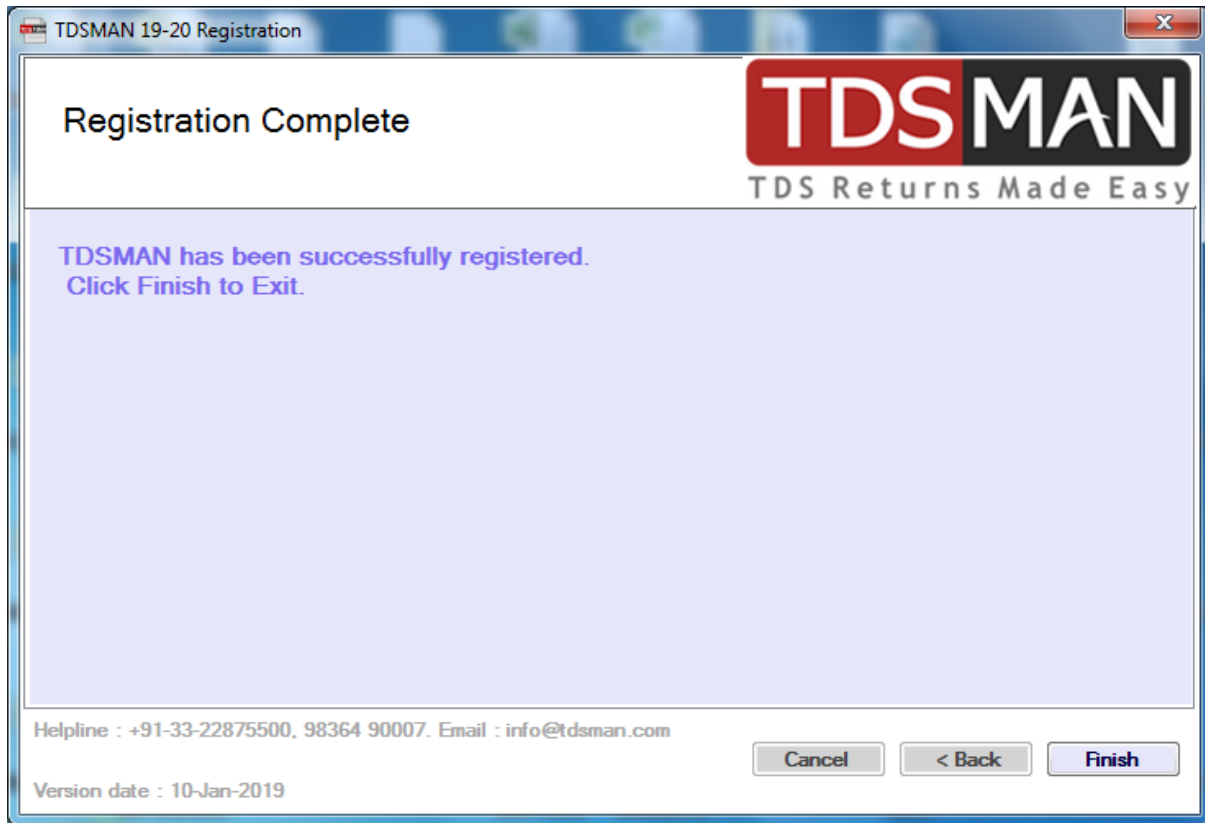 TDSMAN 19-20 Registration
Registration Complete
TDSMAN
TDS Returns Made Easy
TDSMAN has been successfully registered.
Click Finish to Exit.
Helpline : +91-33-22875500, 98364 90007. Email : info@tdsman.com
Cancel < Back Finish
Version date : 10-Jan-2019